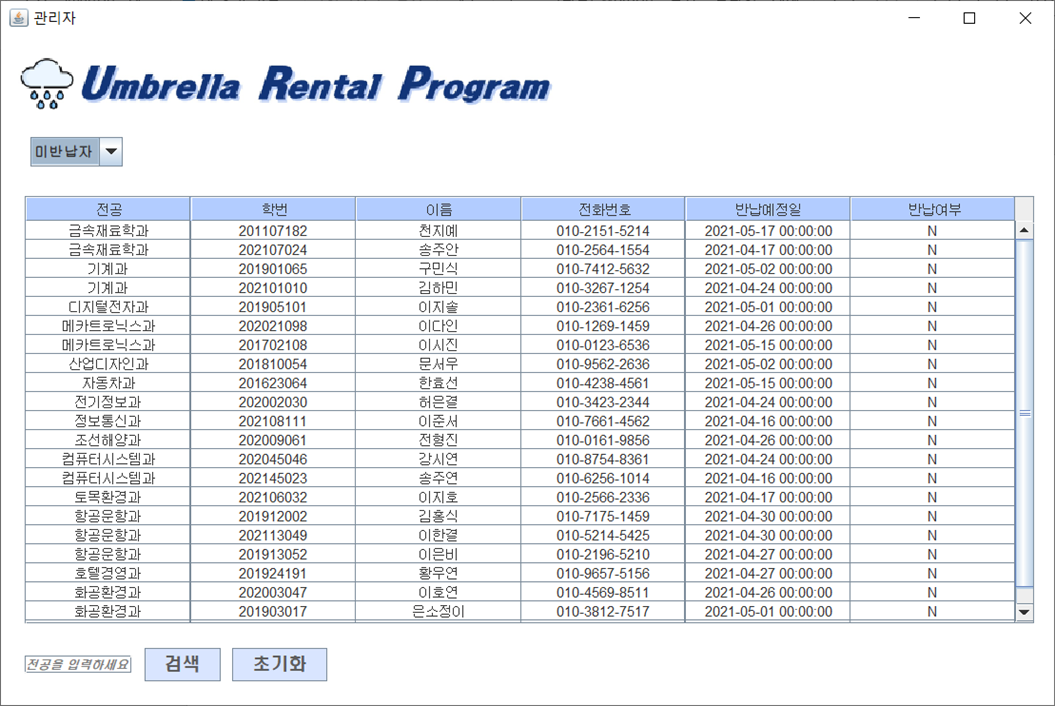 관리자
Umbrella Rental Program
미반납자
전공 학번 이름 전화번호 반납예정일 반납여부
금속재료학과 201107182 천지예 010-2151-5214 2021-05-17 00:00:00 N
금속재료학과 202107024 송주안 010-2564-1554 2021-04-17 00:00:00 N
기계과 201901065 구민식 010-7412-5632 2021-05-02 00:00:00 N
기계과 202101010 김하민 010-3267-1254 2021-04-24 00:00:00 N
디지털전자과 201905101 이지솔 010-2361-6256 2021-05-01 00:00:00 N
메카트로닉스과 202021098 이다인 010-1269-1459 2021-04-26 00:00:00 N
메카트로닉스과 201702108 이시진 010-0123-6536 2021-05-15 00:00:00 N
산업디자인과 201810054 문서우 010-9562-2636 2021-05-02 00:00:00 N
자동차과 201623064 한효선 010-4238-4561 2021-05-15 00:00:00 N
전기정보과 202002030 허은결 010-3423-2344 2021-04-24 00:00:00 N
정보통신과 202108111 이준서 010-7661-4562 2021-04-16 00:00:00 N
조선해양과 202009061 전형진 010-0161-9856 2021-04-26 00:00:00 N
컴퓨터시스템과 202045046 강시연 010-8754-8361 2021-04-24 00:00:00 N
컴퓨터시스템과 202145023 송주연 010-6256-1014 2021-04-16 00:00:00 N
토목환경과 202106032 이지호 010-2566-2336 2021-04-17 00:00:00 N
항공운항과 201912002 김홍식 010-7175-1459 2021-04-30 00:00:00 N
항공운항과 202113049 이한결 010-5214-5425 2021-04-30 00:00:00 N
항공운항과 201913052 이은비 010-2196-5210 2021-04-27 00:00:00 N
호텔경영과 201924191 황우연 010-9657-5156 2021-04-27 00:00:00 N
화공환경과 202003047 이호연 010-4569-8511 2021-04-26 00:00:00 N
화공환경과 201903017 은소정이 010-3812-7517 2021-05-01 00:00:00 N
전공을 입력하세요 검색 초기화